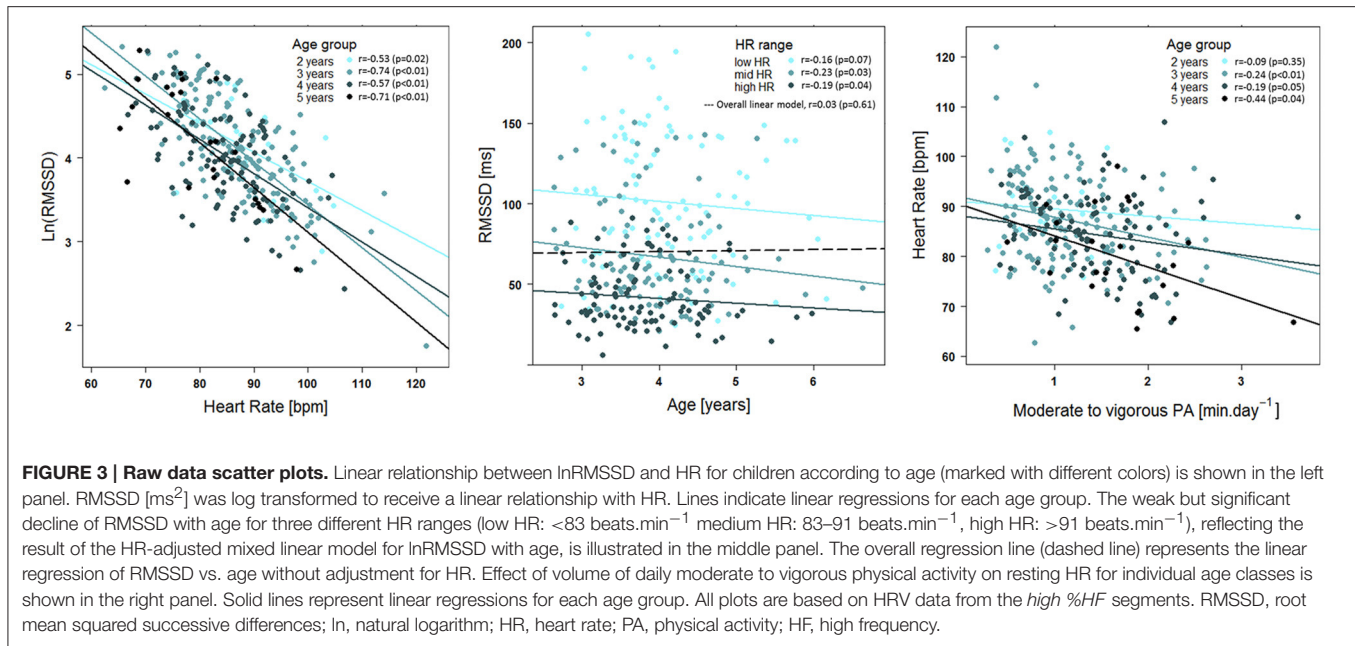 Age group
2 years r=-0.53 (p=0.02)
3 years r=-0.74 (p<0.01)
4 years r=-0.57 (p<0.01)
5 years r=-0.71 (p<0.01)
Ln(RMSSD)
5
4
3
2
60 70 80 90 100 110 120
Heart Rate [bpm]
HR range
low HR r=-0.16 (p=0.07)
mid HR r=-0.23 (p=0.03)
high HR r=-0.19 (p=0.04)
--- Overall linear model, r=0.03 (p=0.61)
RMSSD [ms]
200
150
100
50
3 4 5 6
Age [years]
Age group
2 years r=-0.09 (p=0.35)
3 years r=-0.24 (p<0.01)
4 years r=-0.19 (p=0.05)
5 years r=-0.44 (p=0.04)
Heart Rate [bpm]
120
110
100
90
80
70
60
1 2 3
Moderate to vigorous PA [min.day⁻¹]
FIGURE 3 | Raw data scatter plots. Linear relationship between lnRMSSD and HR for children according to age (marked with different colors) is shown in the left
panel. RMSSD [ms²] was log transformed to receive a linear relationship with HR. Lines indicate linear regressions for each age group. The weak but significant
decline of RMSSD with age for three different HR ranges (low HR: <83 beats.min⁻¹ medium HR: 83–91 beats.min⁻¹, high HR: >91 beats.min⁻¹), reflecting the
result of the HR-adjusted mixed linear model for lnRMSSD with age, is illustrated in the middle panel. The overall regression line (dashed line) represents the linear
regression of RMSSD vs. age without adjustment for HR. Effect of volume of daily moderate to vigorous physical activity on resting HR for individual age classes is
shown in the right panel. Solid lines represent linear regressions for each age group. All plots are based on HRV data from the high %HF segments. RMSSD, root
mean squared successive differences; ln, natural logarithm; HR, heart rate; PA, physical activity; HF, high frequency.